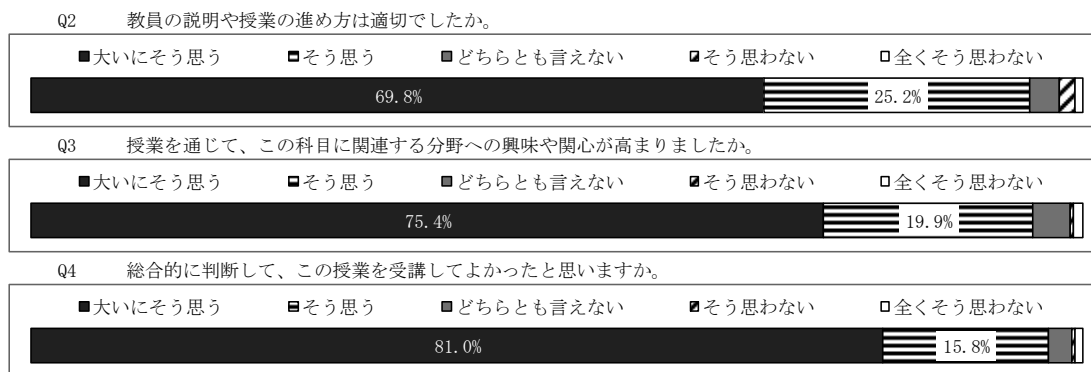 Q2 教員の説明や授業の進め方は適切でしたか。
■大いにそう思う ■そう思う ■どちらとも言えない ■そう思わない □全くそう思わない
69.8% 25.2%
Q3 授業を通じて、この科目に関連する分野への興味や関心が高まりましたか。
■大いにそう思う ■そう思う ■どちらとも言えない ■そう思わない □全くそう思わない
75.4% 19.9%
Q4 総合的に判断して、この授業を受講してよかったと思いますか。
■大いにそう思う ■そう思う ■どちらとも言えない ■そう思わない □全くそう思わない
81.0% 15.8%